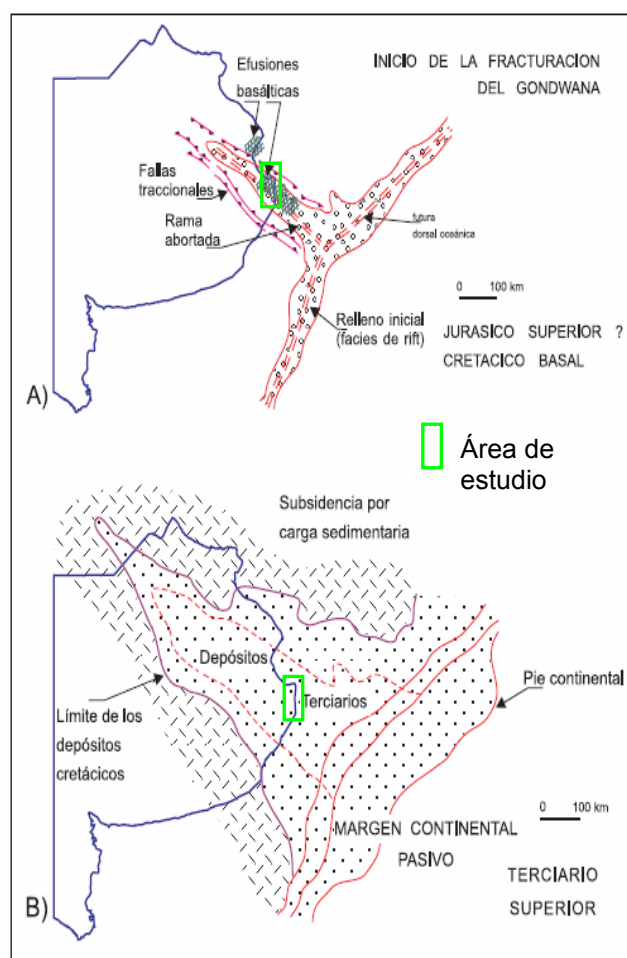 INICIO DE LA FRACTURACION
DEL GONDWANA
Efusiones
basálticas
Fallas
traccionales
Rama
abortada
futura
dorsal oceánica
0 100 km
Relleno inicial
(facies de rift)
JURASICO SUPERIOR ?
CRETACICO BASAL
A)
Área de
estudio
Subsidencia por
carga sedimentaria
Depósitos
Terciarios
Pie continental
Límite de los
depósitos
cretácicos
0 100 km
MARGEN CONTINENTAL
PASIVO
TERCIARIO
SUPERIOR
B)